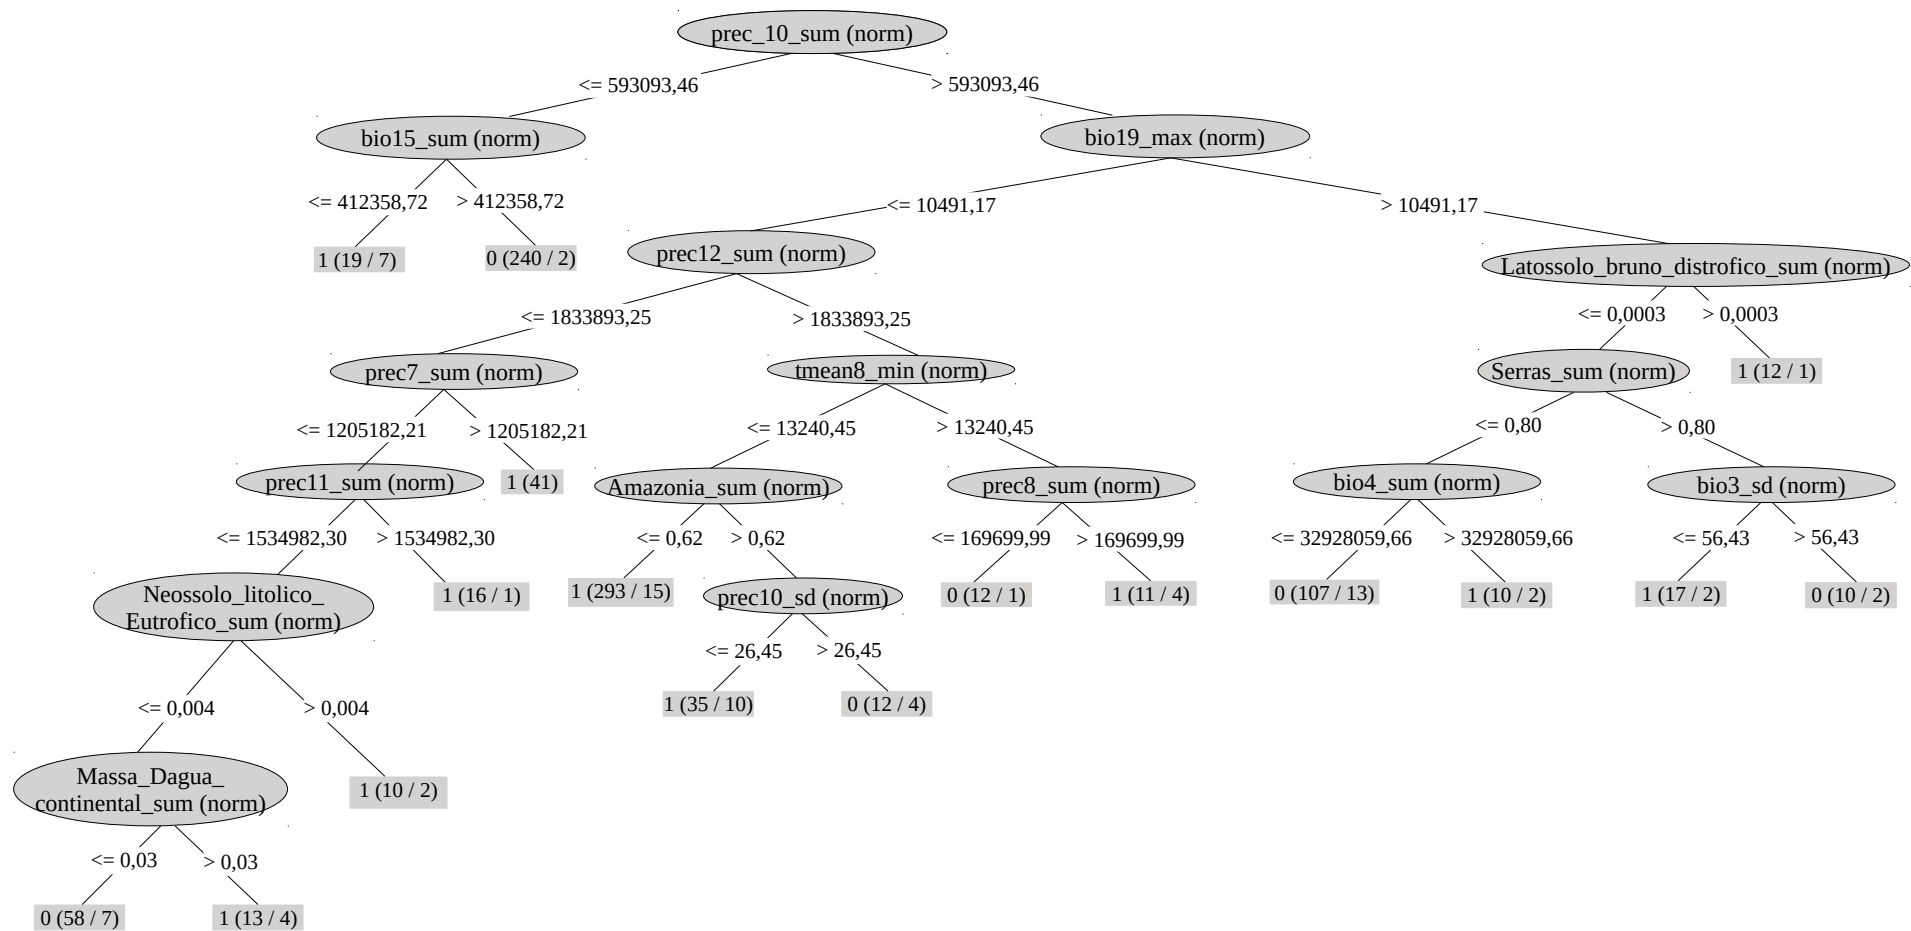 prec_10_sum (norm)
<= 593093,46
> 593093,46
bio15_sum (norm)
bio19_max (norm)
<= 412358,72
> 412358,72
<= 10491,17
> 10491,17
1 (19 / 7)
0 (240 / 2)
prec12_sum (norm)
Latossolo_bruno_distrofico_sum (norm)
<= 1833893,25
> 1833893,25
<= 0,0003
> 0,0003
prec7_sum (norm)
tmean8_min (norm)
Serras_sum (norm)
1 (12 / 1)
<= 1205182,21
> 1205182,21
<= 13240,45
> 13240,45
<= 0,80
> 0,80
prec11_sum (norm)
1 (41)
Amazonia_sum (norm)
prec8_sum (norm)
bio4_sum (norm)
bio3_sd (norm)
<= 1534982,30
> 1534982,30
<= 0,62
> 0,62
<= 169699,99
> 169699,99
<= 32928059,66
> 32928059,66
<= 56,43
> 56,43
Neossolo_litolico_
Eutrofico_sum (norm)
1 (16 / 1)
1 (293 / 15)
prec10_sd (norm)
0 (12 / 1)
1 (11 / 4)
0 (107 / 13)
1 (10 / 2)
1 (17 / 2)
0 (10 / 2)
<= 26,45
> 26,45
<= 0,004
> 0,004
1 (35 / 10)
0 (12 / 4)
Massa_Dagua_
continental_sum (norm)
1 (10 / 2)
<= 0,03
> 0,03
0 (58 / 7)
1 (13 / 4)